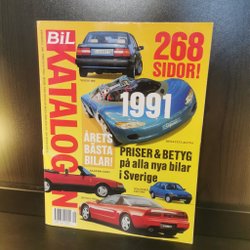 BiL
KATALOGEN
268
SIDOR!
1991
ÅRETS
BÄSTA
BILAR!
PRISER & BETYG
på alla nya bilar
i Sverige